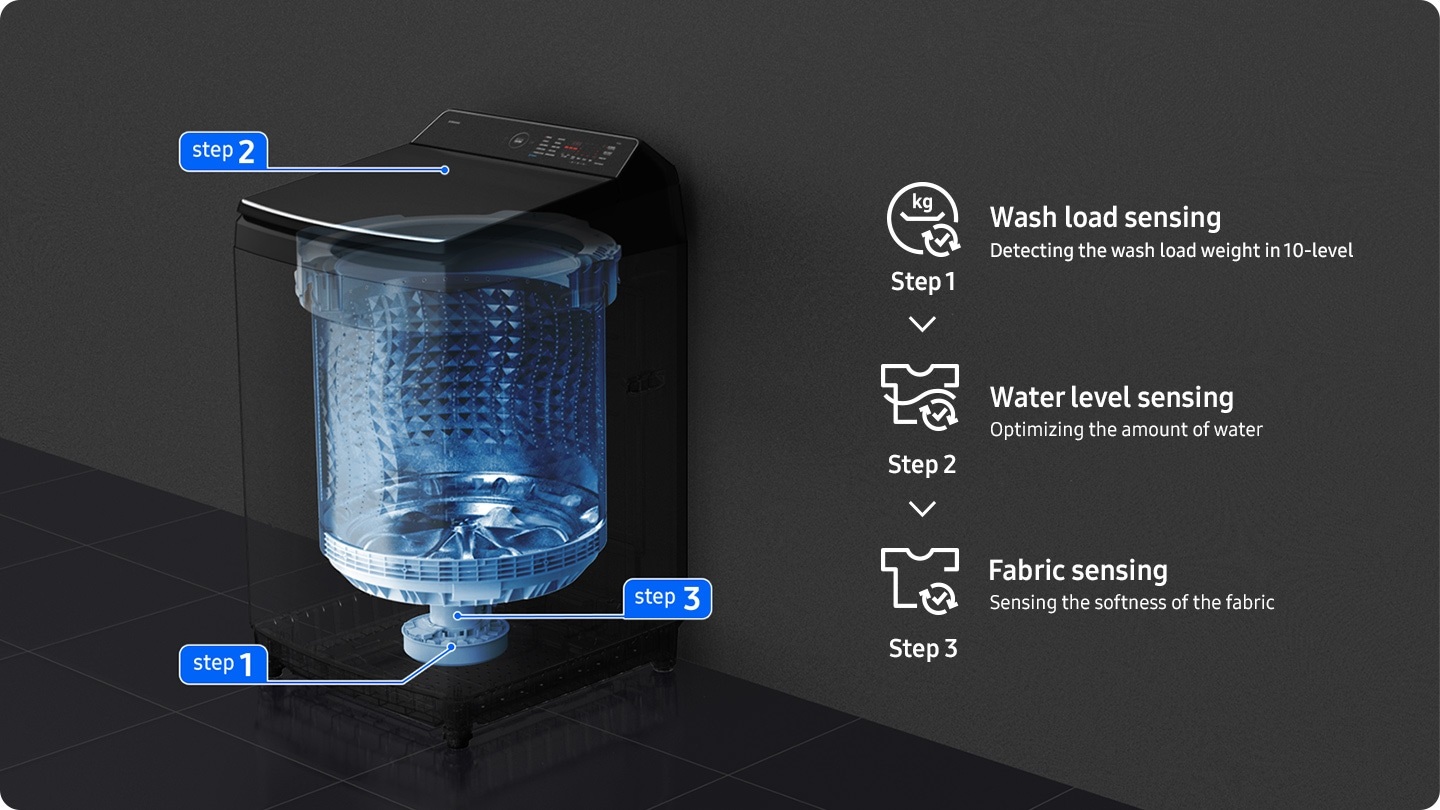 step 2
step 3
step 1
kg
Wash load sensing
Detecting the wash load weight in 10-level
Step 1
Water level sensing
Optimizing the amount of water
Step 2
Fabric sensing
Sensing the softness of the fabric
Step 3